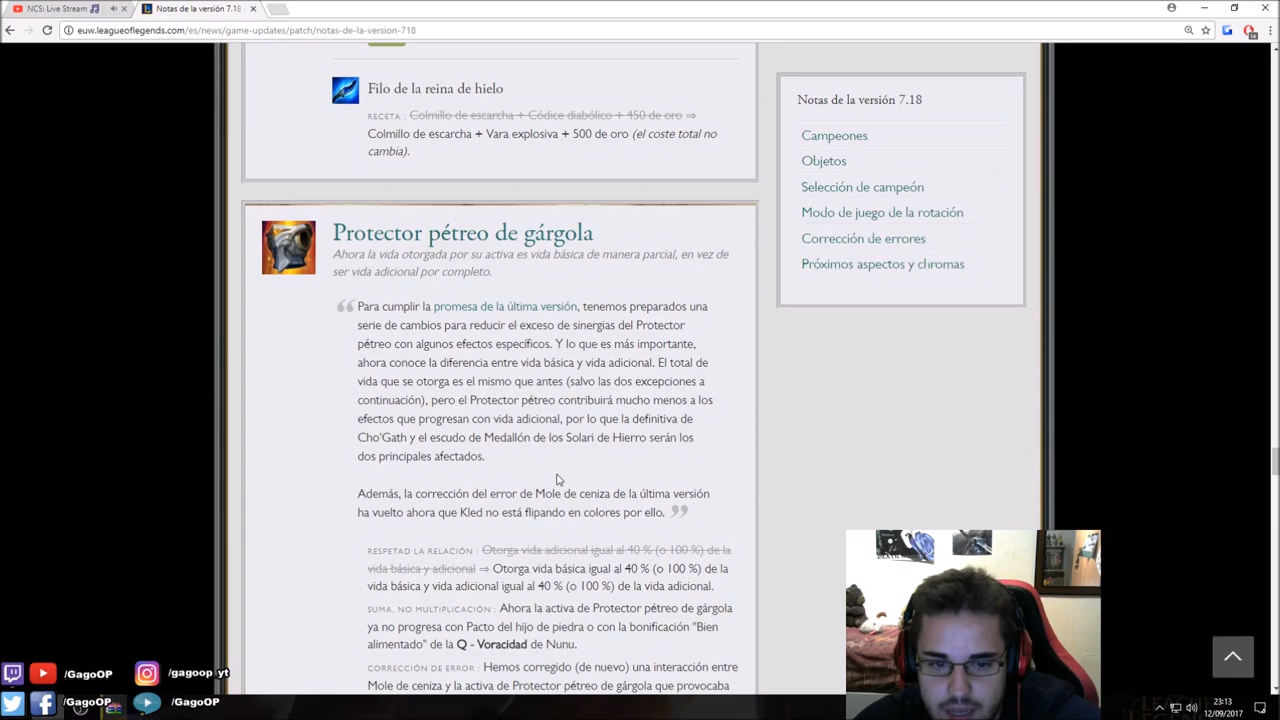 NCS: Live Stream
Notas de la versión 7.18
euw.leagueoflegends.com/es/news/game-updates/patch/notas-de-la-version-718
Filo de la reina de hielo
RECETA : Colmillo de escarcha + Códice diabólico + 450 de oro ⇒
Colmillo de escarcha + Vara explosiva + 500 de oro (el coste total no
cambia).
Protector pétreo de gárgola
Ahora la vida otorgada por su activa es vida básica de manera parcial, en vez de
ser vida adicional por completo.
Para cumplir la promesa de la última versión, tenemos preparados una
serie de cambios para reducir el exceso de sinergias del Protector
pétreo con algunos efectos específicos. Y lo que es más importante,
ahora conoce la diferencia entre vida básica y vida adicional. El total de
vida que se otorga es el mismo que antes (salvo las dos excepciones a
continuación), pero el Protector pétreo contribuirá mucho menos a los
efectos que progresan con vida adicional, por lo que la definitiva de
Cho'Gath y el escudo de Medallón de los Solari de Hierro serán los
dos principales afectados.
Además, la corrección del error de Mole de ceniza de la última versión
ha vuelto ahora que Kled no está flipando en colores por ello.
RESPETAD LA RELACIÓN : Otorga vida adicional igual al 40 % (o 100 %) de la
vida básica y adicional ⇒ Otorga vida básica igual al 40 % (o 100 %) de la
vida básica y vida adicional igual al 40 % (o 100 %) de la vida adicional.
SUMA, NO MULTIPLICACIÓN : Ahora la activa de Protector pétreo de gárgola
ya no progresa con Pacto del hijo de piedra o con la bonificación "Bien
alimentado" de la Q - Voracidad de Nunu.
CORRECCIÓN DE ERROR : Hemos corregido (de nuevo) una interacción entre
Mole de ceniza y la activa de Protector pétreo de gárgola que provocaba
Notas de la versión 7.18
Campeones
Objetos
Selección de campeón
Modo de juego de la rotación
Corrección de errores
Próximos aspectos y chromas
/GagoOP
/gagoop_yt
/GagoOP
/GagoOP
23:13
12/09/2017